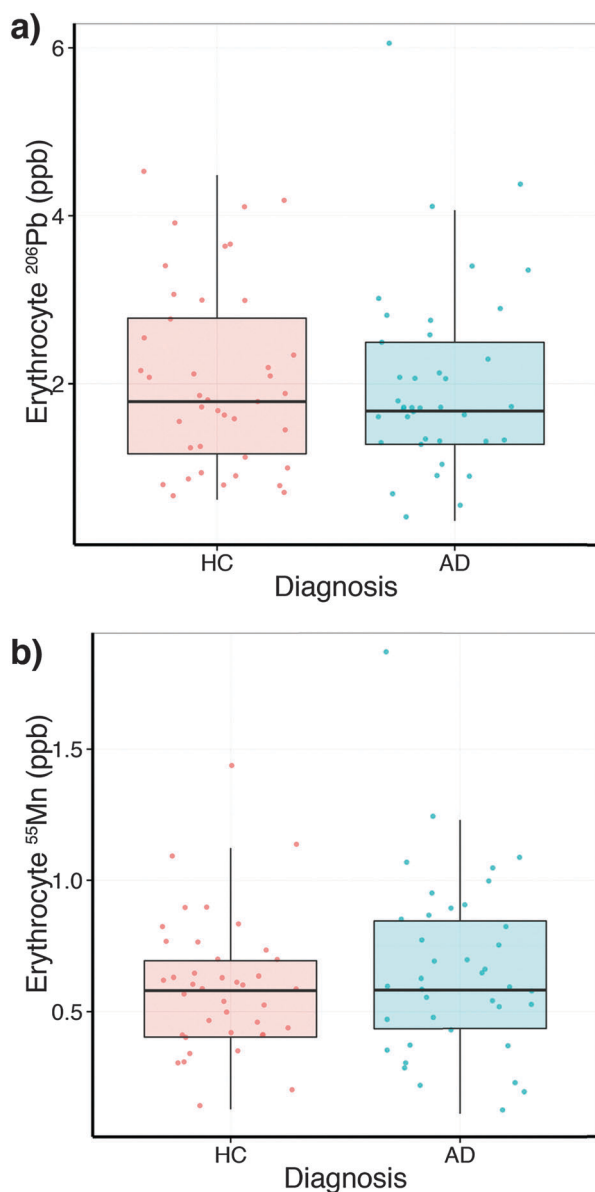 a)
6
4
2
Erythrocyte ²⁰⁶Pb (ppb)
HC AD
Diagnosis
b)
1.5
1.0
0.5
Erythrocyte ⁵⁵Mn (ppb)
HC AD
Diagnosis